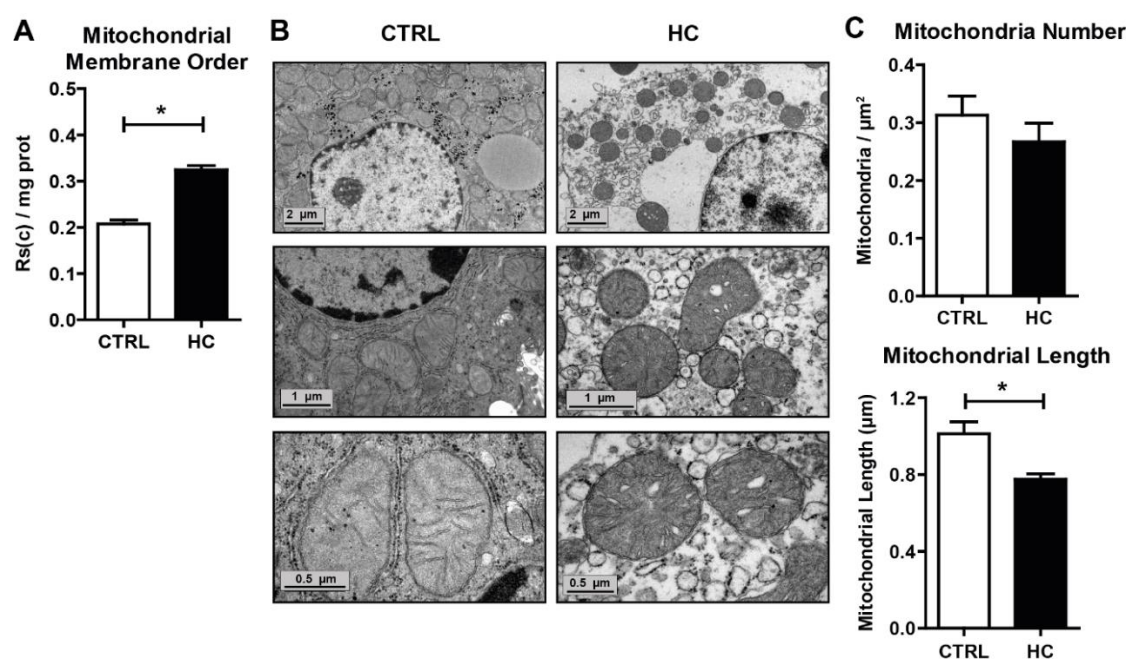 A
Mitochondrial
Membrane Order
Rs(c) / mg prot
0.5
0.4
0.3
0.2
0.1
0.0
*
CTRL
HC
B
CTRL
HC
2 μm
2 μm
1 μm
1 μm
0.5 μm
0.5 μm
C
Mitochondria Number
Mitochondria / μm²
0.4
0.3
0.2
0.1
0.0
CTRL
HC
Mitochondrial Length
Mitochondrial Length (μm)
1.2
0.8
0.4
0.0
*
CTRL
HC